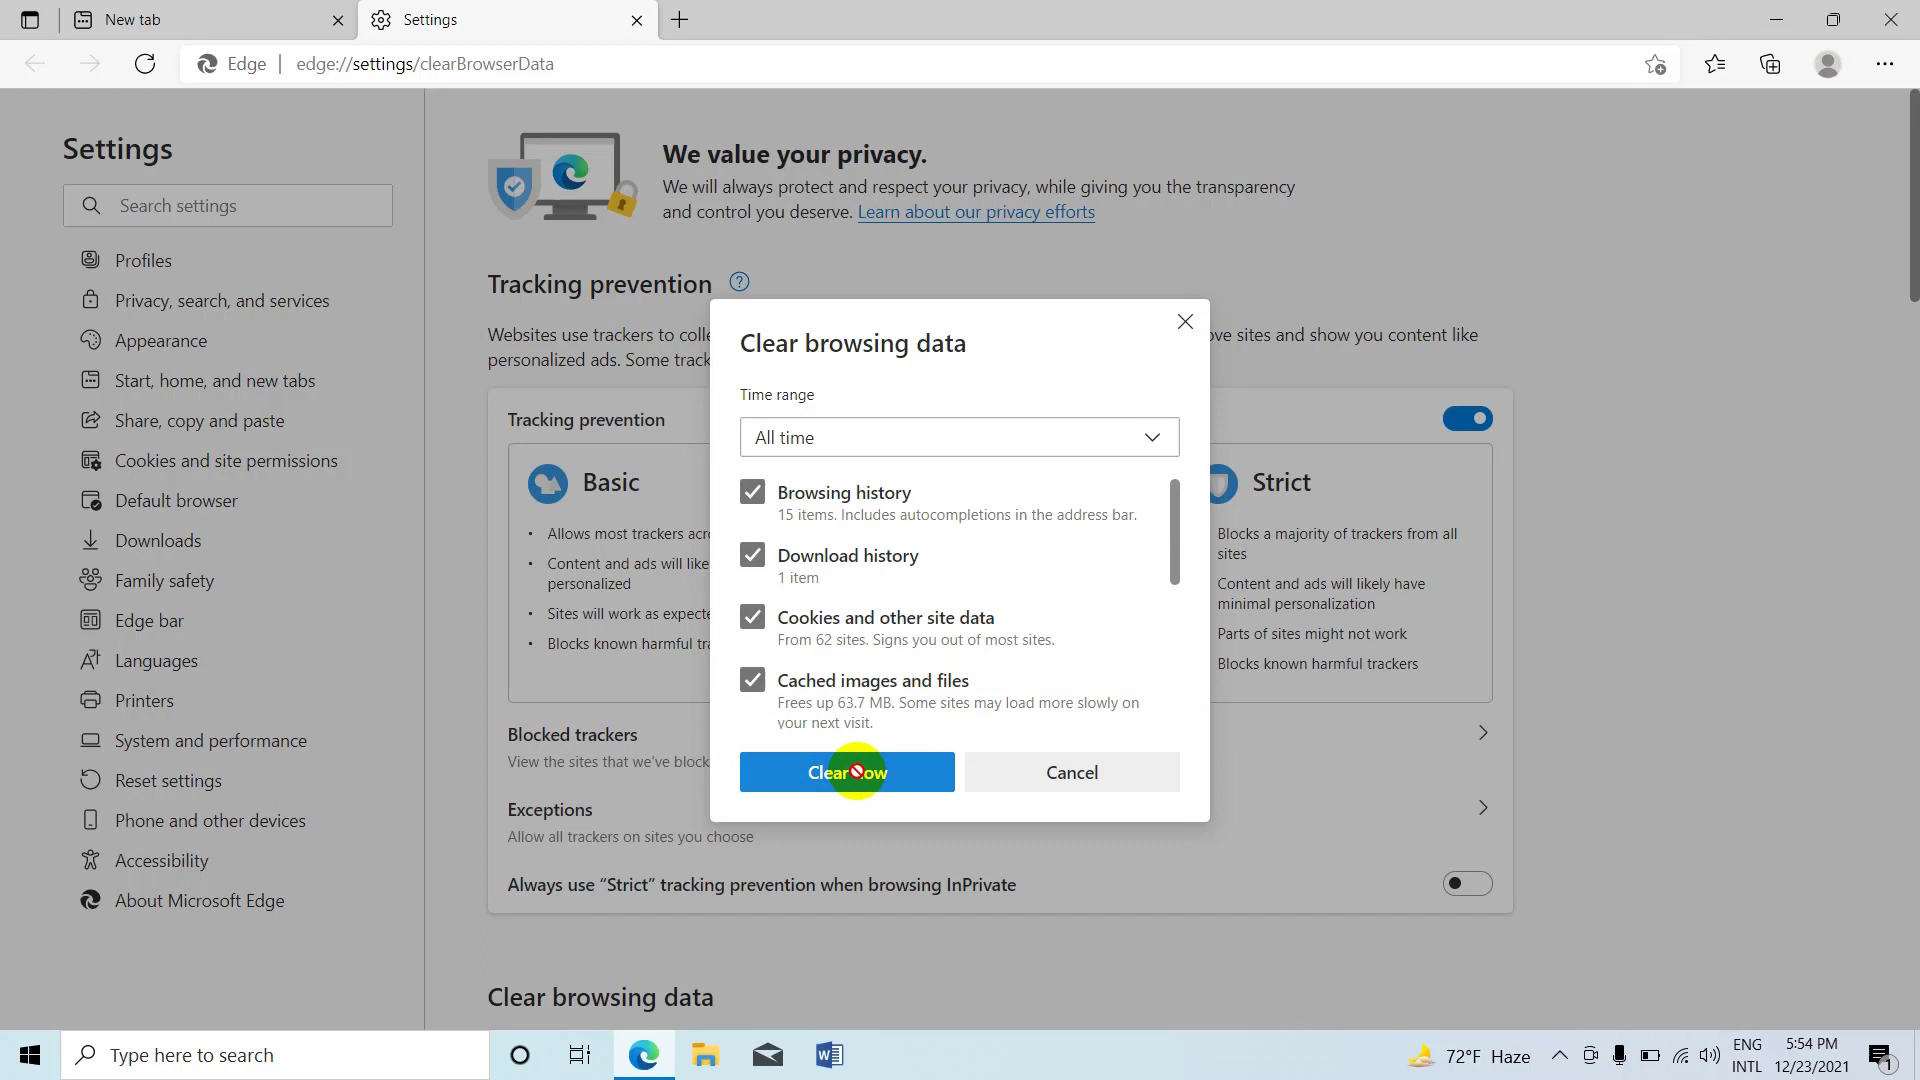 New tab
Settings
Edge
edge://settings/clearBrowserData
Settings
Search settings
Profiles
Privacy, search, and services
Appearance
Start, home, and new tabs
Share, copy and paste
Cookies and site permissions
Default browser
Downloads
Family safety
Edge bar
Languages
Printers
System and performance
Reset settings
Phone and other devices
Accessibility
About Microsoft Edge
We value your privacy.
We will always protect and respect your privacy, while giving you the transparency
and control you deserve. Learn about our privacy efforts
Tracking prevention
Websites use trackers to colle
ove sites and show you content like
personalized ads. Some track
Tracking prevention
Basic
• Allows most trackers acro
• Content and ads will like
personalized
• Sites will work as expecte
• Blocks known harmful tra
Strict
Blocks a majority of trackers from all
sites
Content and ads will likely have
minimal personalization
Parts of sites might not work
Blocks known harmful trackers
Blocked trackers
View the sites that we've block
Exceptions
Allow all trackers on sites you choose
Always use “Strict” tracking prevention when browsing InPrivate
Clear browsing data
Clear browsing data
Time range
All time
Browsing history
15 items. Includes autocompletions in the address bar.
Download history
1 item
Cookies and other site data
From 62 sites. Signs you out of most sites.
Cached images and files
Frees up 63.7 MB. Some sites may load more slowly on
your next visit.
Clear now
Cancel
Type here to search
72°F Haze
ENG
INTL
5:54 PM
12/23/2021
1